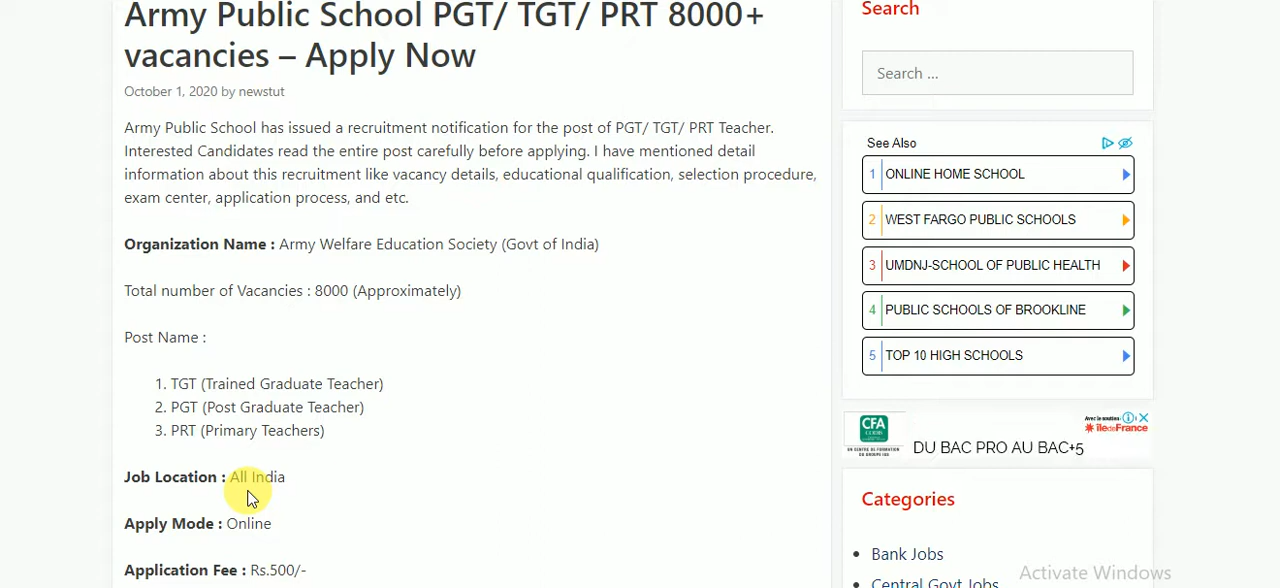 Army Public School PGT/ TGT/ PRT 8000+
vacancies – Apply Now
October 1, 2020 by newstut
Army Public School has issued a recruitment notification for the post of PGT/ TGT/ PRT Teacher.
Interested Candidates read the entire post carefully before applying. I have mentioned detail
information about this recruitment like vacancy details, educational qualification, selection procedure,
exam center, application process, and etc.
Organization Name : Army Welfare Education Society (Govt of India)
Total number of Vacancies : 8000 (Approximately)
Post Name :
1. TGT (Trained Graduate Teacher)
2. PGT (Post Graduate Teacher)
3. PRT (Primary Teachers)
Job Location : All India
Apply Mode : Online
Application Fee : Rs.500/-
Search
Search ...
See Also
1 ONLINE HOME SCHOOL
2 WEST FARGO PUBLIC SCHOOLS
3 UMDNJ-SCHOOL OF PUBLIC HEALTH
4 PUBLIC SCHOOLS OF BROOKLINE
5 TOP 10 HIGH SCHOOLS
CFA
Avec le soutien :
îledeFrance
DU BAC PRO AU BAC+5
Categories
Bank Jobs
Central Govt Jobs
Activate Windows